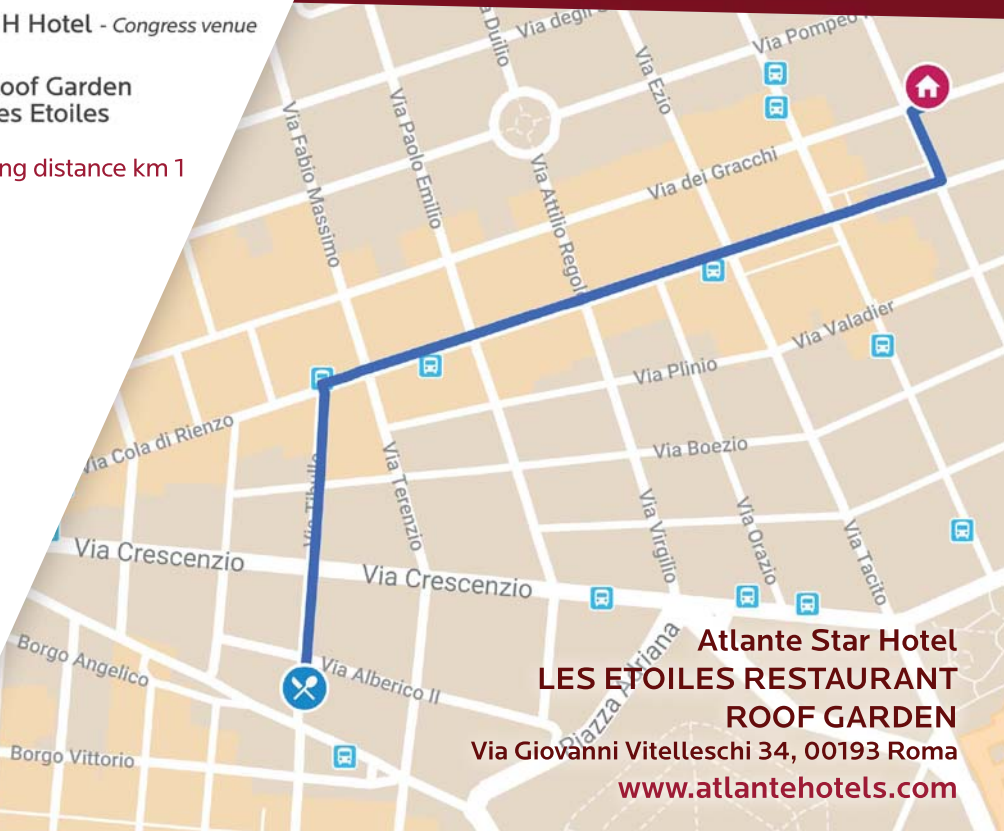 H Hotel - Congress venue
oof Garden
es Etoiles
ng distance km 1
Via degli
Via Pompeo
Duilio
Via Ezio
Via Fabio Massimo
Via Paolo Emilio
Via dei Gracchi
Via Attilio Regol
Via Valadier
Via Plinio
Via Cola di Rienzo
Via Boezio
Via Tibullo
Via Terenzio
Via Virgilio
Via Orazio
Via Tacito
Via Crescenzio
Via Crescenzio
Borgo Angelico
Via Alberico II
Piazza Adriana
Borgo Vittorio
Atlante Star Hotel
LES ETOILES RESTAURANT
ROOF GARDEN
Via Giovanni Vitelleschi 34, 00193 Roma
www.atlantehotels.com